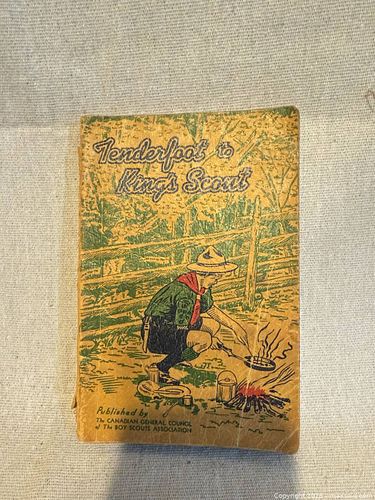 Tenderfoot to
King's Scout
Published by
The CANADIAN GENERAL COUNCIL
of The BOY SCOUTS ASSOCIATION